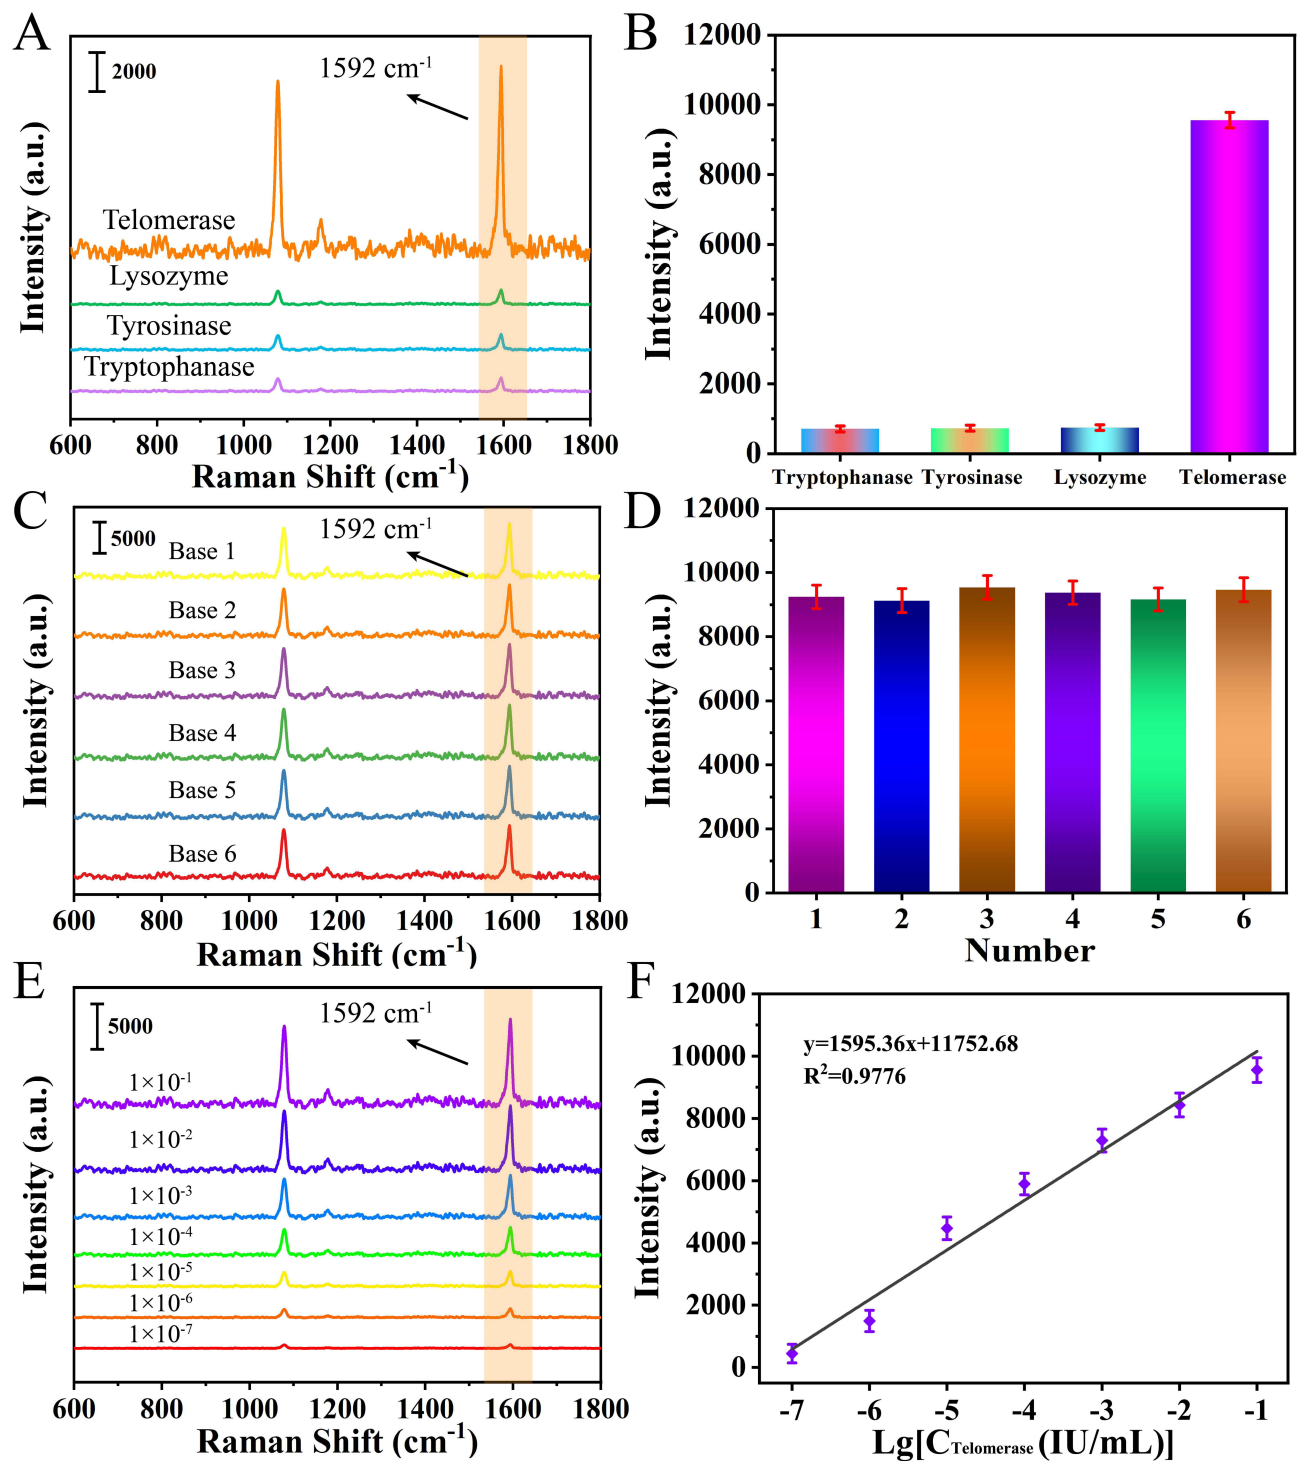 A
2000
1592 cm⁻¹
Telomerase
Lysozyme
Tyrosinase
Tryptophanase
Intensity (a.u.)
600 800 1000 1200 1400 1600 1800
Raman Shift (cm⁻¹)
B
12000
10000
8000
6000
4000
2000
0
Intensity (a.u.)
Tryptophanase Tyrosinase Lysozyme Telomerase
C
5000
1592 cm⁻¹
Base 1
Base 2
Base 3
Base 4
Base 5
Base 6
Intensity (a.u.)
600 800 1000 1200 1400 1600 1800
Raman Shift (cm⁻¹)
D
12000
10000
8000
6000
4000
2000
0
Intensity (a.u.)
1 2 3 4 5 6
Number
E
5000
1592 cm⁻¹
1×10⁻¹
1×10⁻²
1×10⁻³
1×10⁻⁴
1×10⁻⁵
1×10⁻⁶
1×10⁻⁷
Intensity (a.u.)
600 800 1000 1200 1400 1600 1800
Raman Shift (cm⁻¹)
F
12000
10000
8000
6000
4000
2000
0
y=1595.36x+11752.68
R²=0.9776
Intensity (a.u.)
-7 -6 -5 -4 -3 -2 -1
Lg[C Telomerase (IU/mL)]